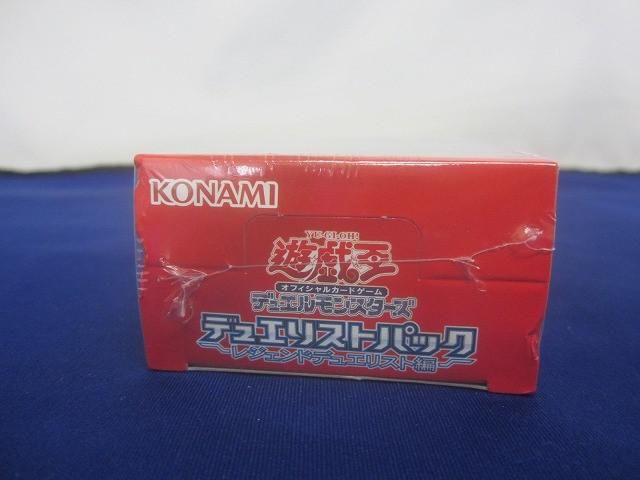 KONAMI
YU-GI-OH!
遊戯王
オフィシャルカードゲーム
デュエルモンスターズ
デュエリストパック
ーレジェンドデュエリスト編ー